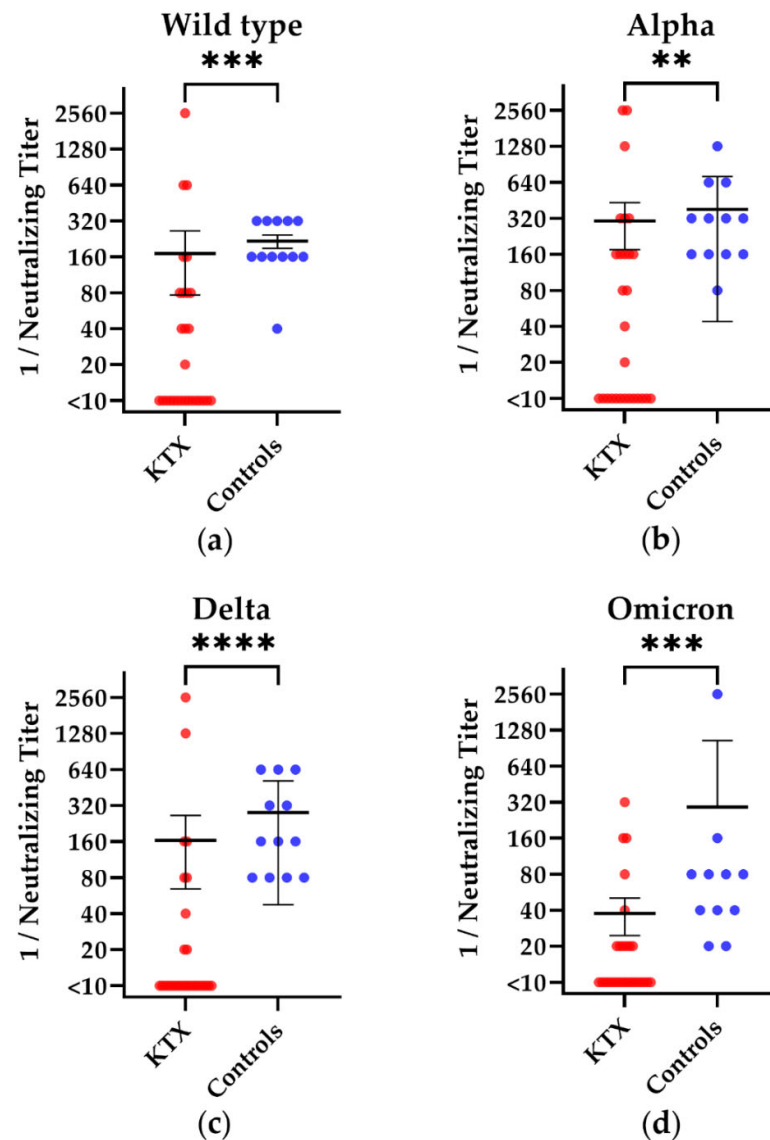 Wild type
***
1 / Neutralizing Titer
2560
1280
640
320
160
80
40
20
<10
KTX
Controls
(a)
Alpha
**
1 / Neutralizing Titer
2560
1280
640
320
160
80
40
20
<10
KTX
Controls
(b)
Delta
****
1 / Neutralizing Titer
2560
1280
640
320
160
80
40
20
<10
KTX
Controls
(c)
Omicron
***
1 / Neutralizing Titer
2560
1280
640
320
160
80
40
20
<10
KTX
Controls
(d)